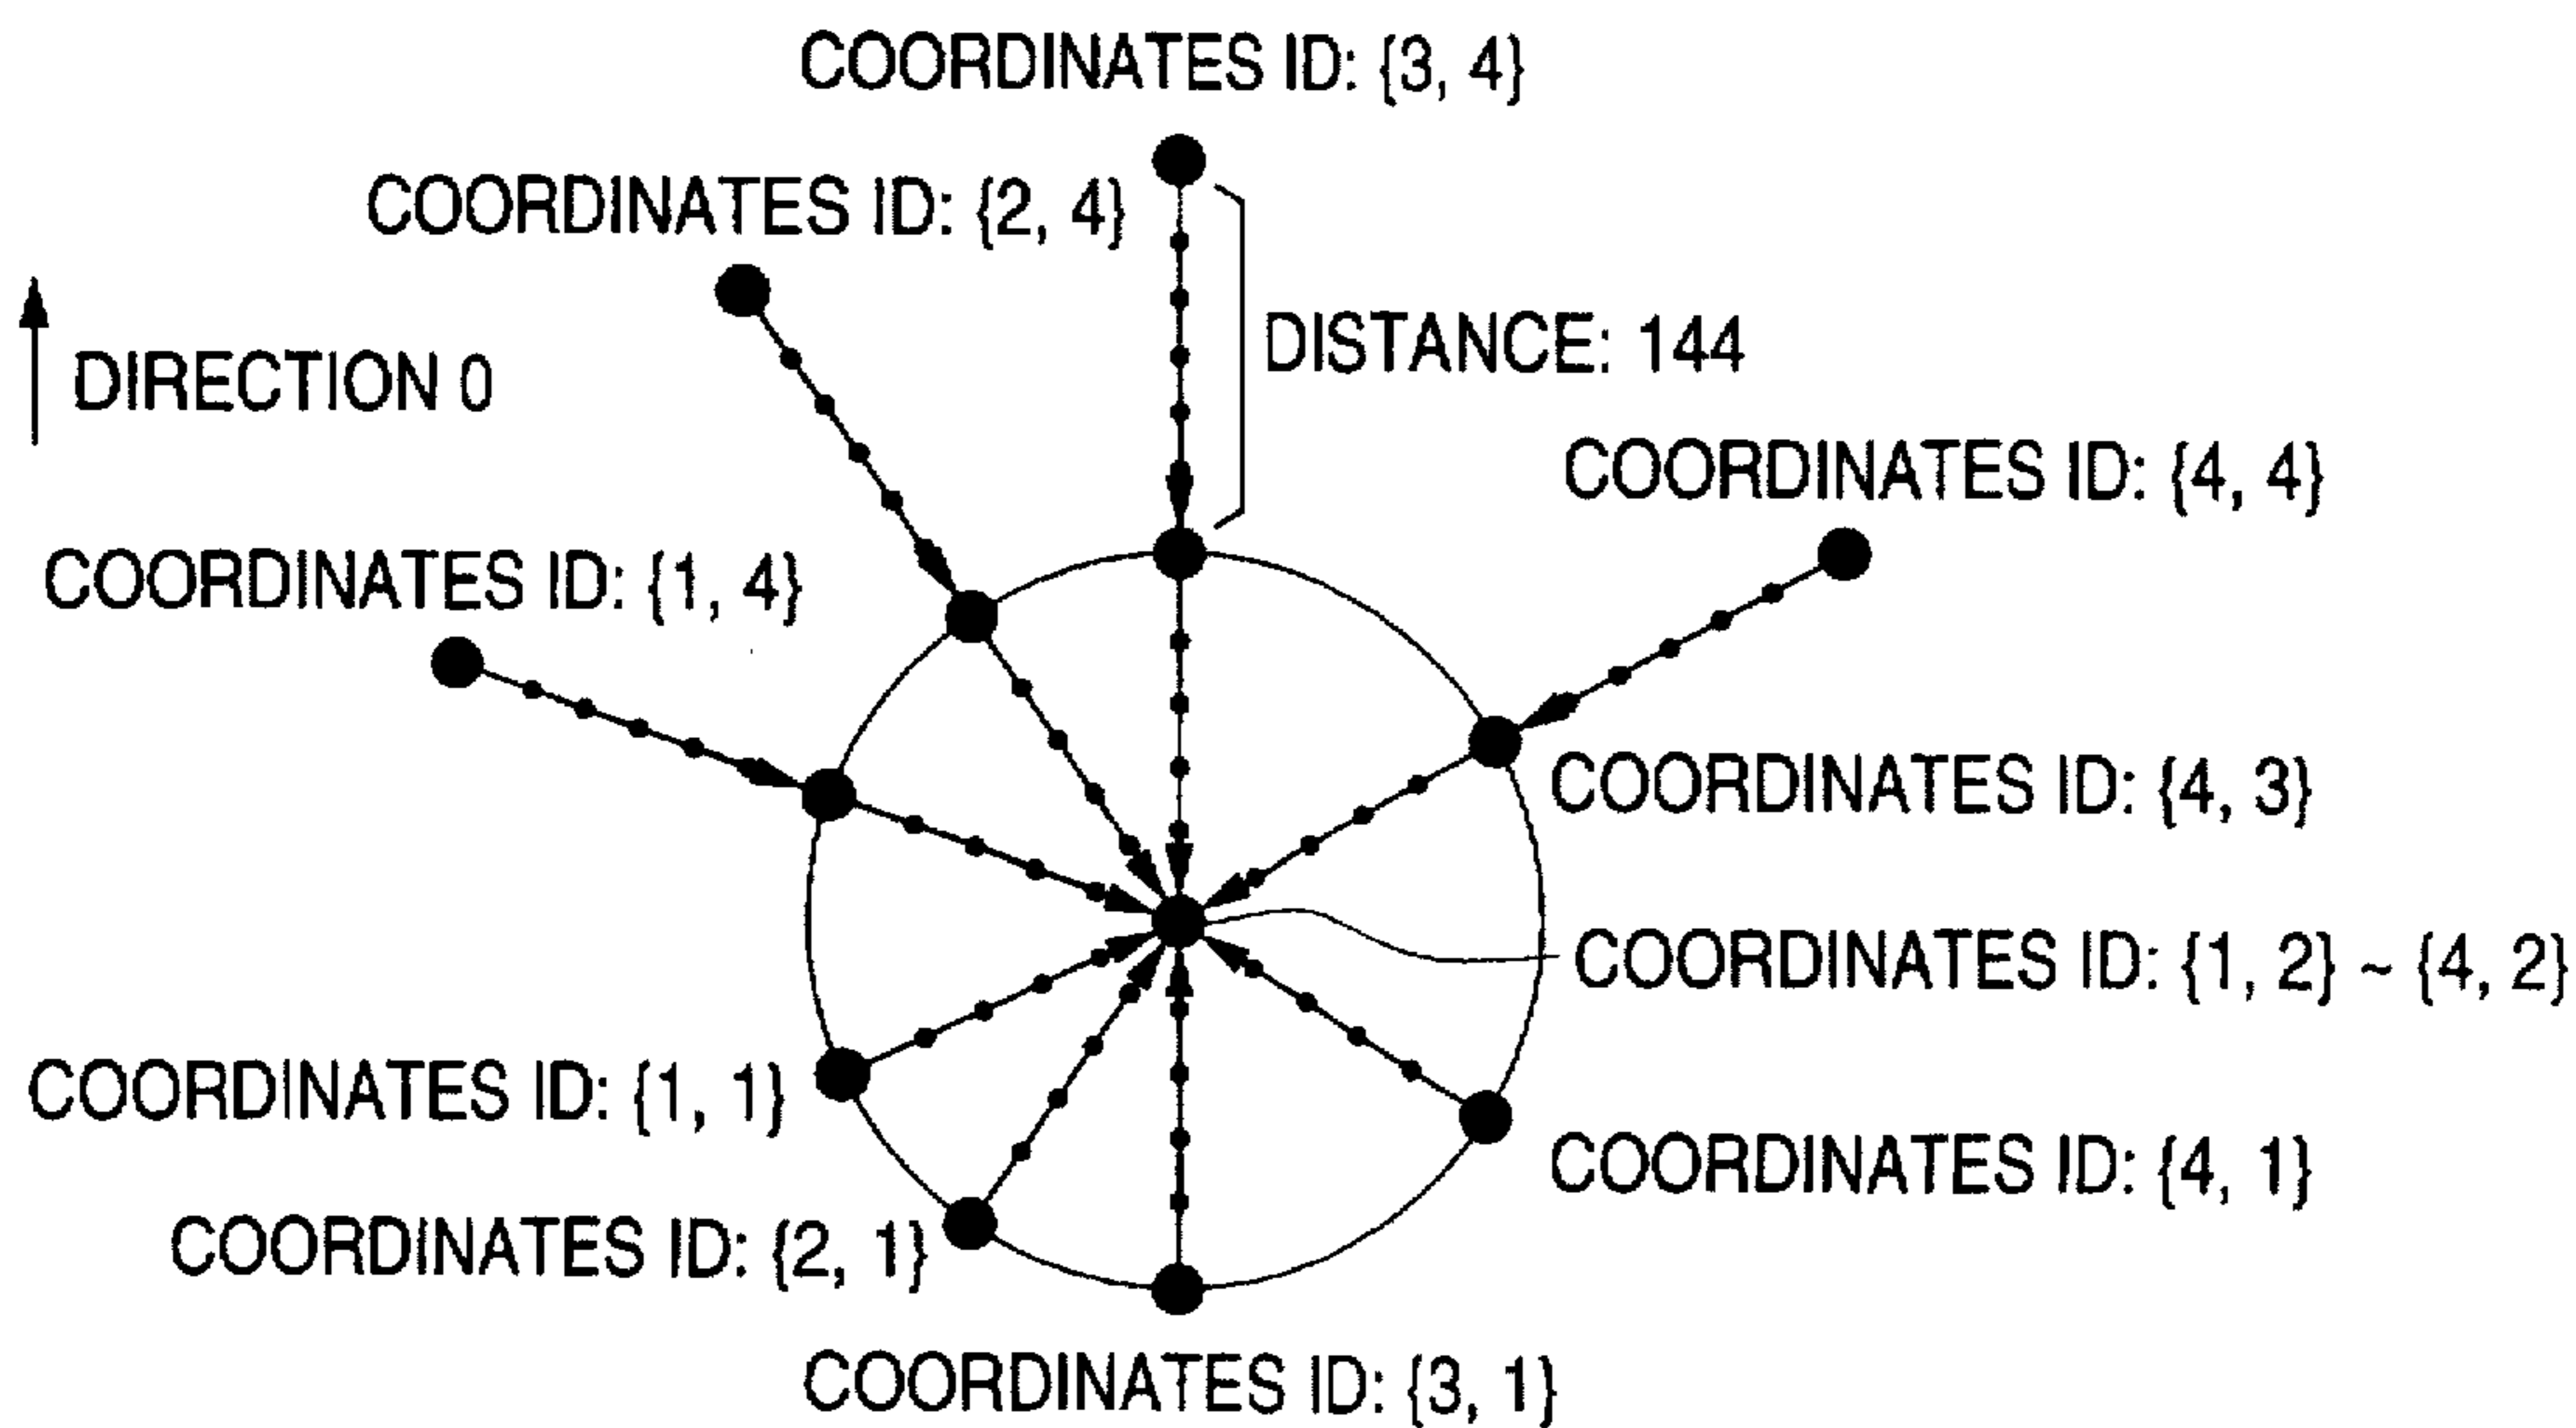 COORDINATES ID: {3, 4}
COORDINATES ID: {2, 4}
DIRECTION 0
DISTANCE: 144
COORDINATES ID: {4, 4}
COORDINATES ID: {1, 4}
COORDINATES ID: {4, 3}
COORDINATES ID: {1, 2} ~ {4, 2}
COORDINATES ID: {1, 1}
COORDINATES ID: {4, 1}
COORDINATES ID: {2, 1}
COORDINATES ID: {3, 1}